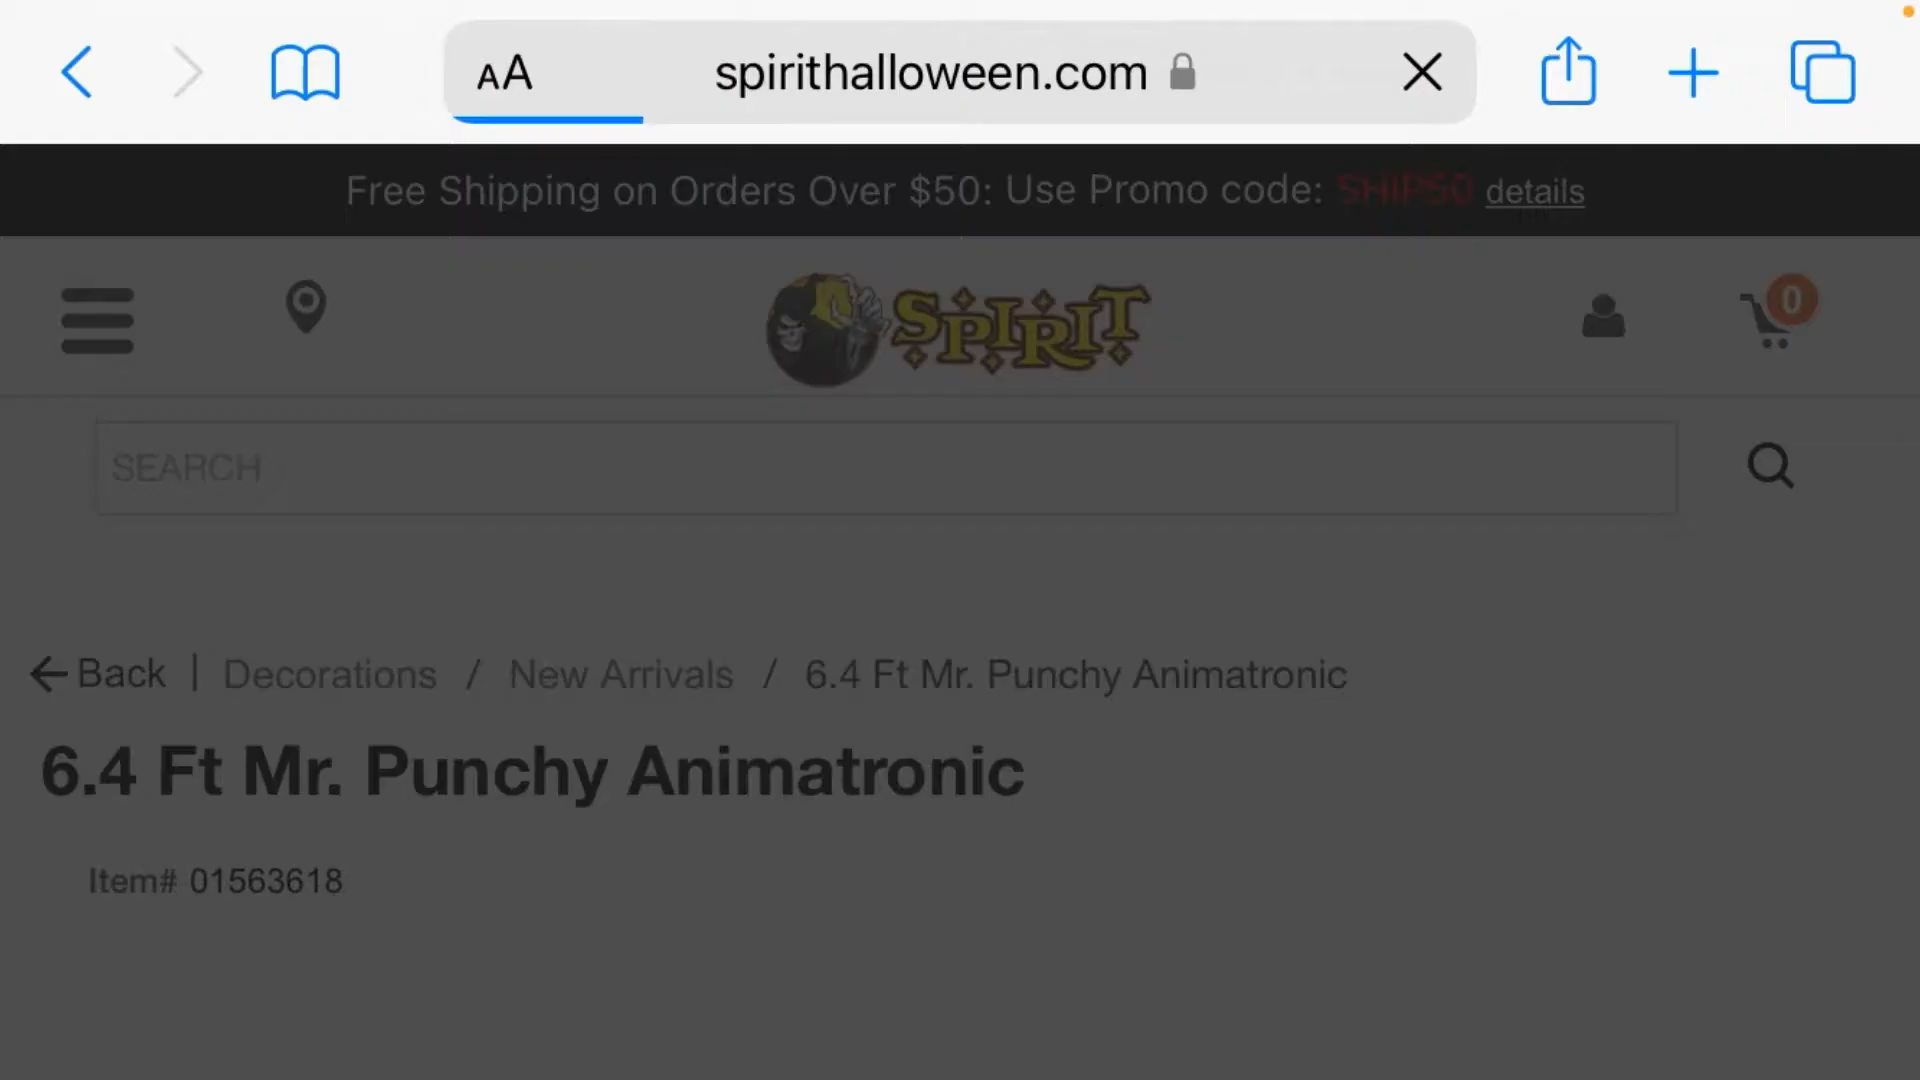 AA spirithalloween.com
Free Shipping on Orders Over $50: Use Promo code: SHIP50 details
SPIRIT
0
SEARCH
Back | Decorations / New Arrivals / 6.4 Ft Mr. Punchy Animatronic
6.4 Ft Mr. Punchy Animatronic
Item# 01563618